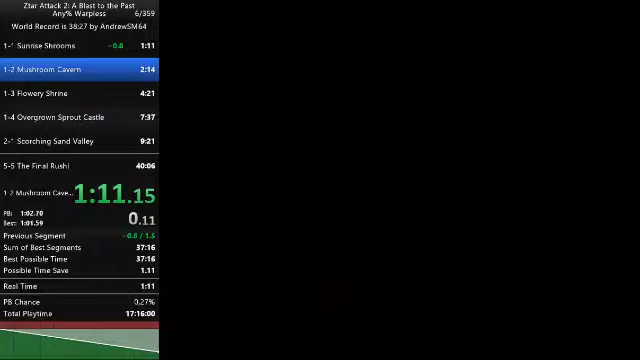 Ztar Attack 2: A Blast to the Past
Any% Warpless 6/359
World Record is 38:27 by AndrewSM64
1-1 Sunrise Shrooms −0.8 1:11
1-2 Mushroom Cavern 2:14
1-3 Flowery Shrine 4:21
1-4 Overgrown Sprout Castle 7:37
2-1 Scorching Sand Valley 9:21
5-5 The Final Rush! 40:06
1-2 Mushroom Cave... 1:11.15
PB: 1:02.70
Best: 1:01.59 0.11
Previous Segment −0.8 / 1.5
Sum of Best Segments 37:16
Best Possible Time 37:16
Possible Time Save 1.11
Real Time 1:11
PB Chance 0.27%
Total Playtime 17:16:00